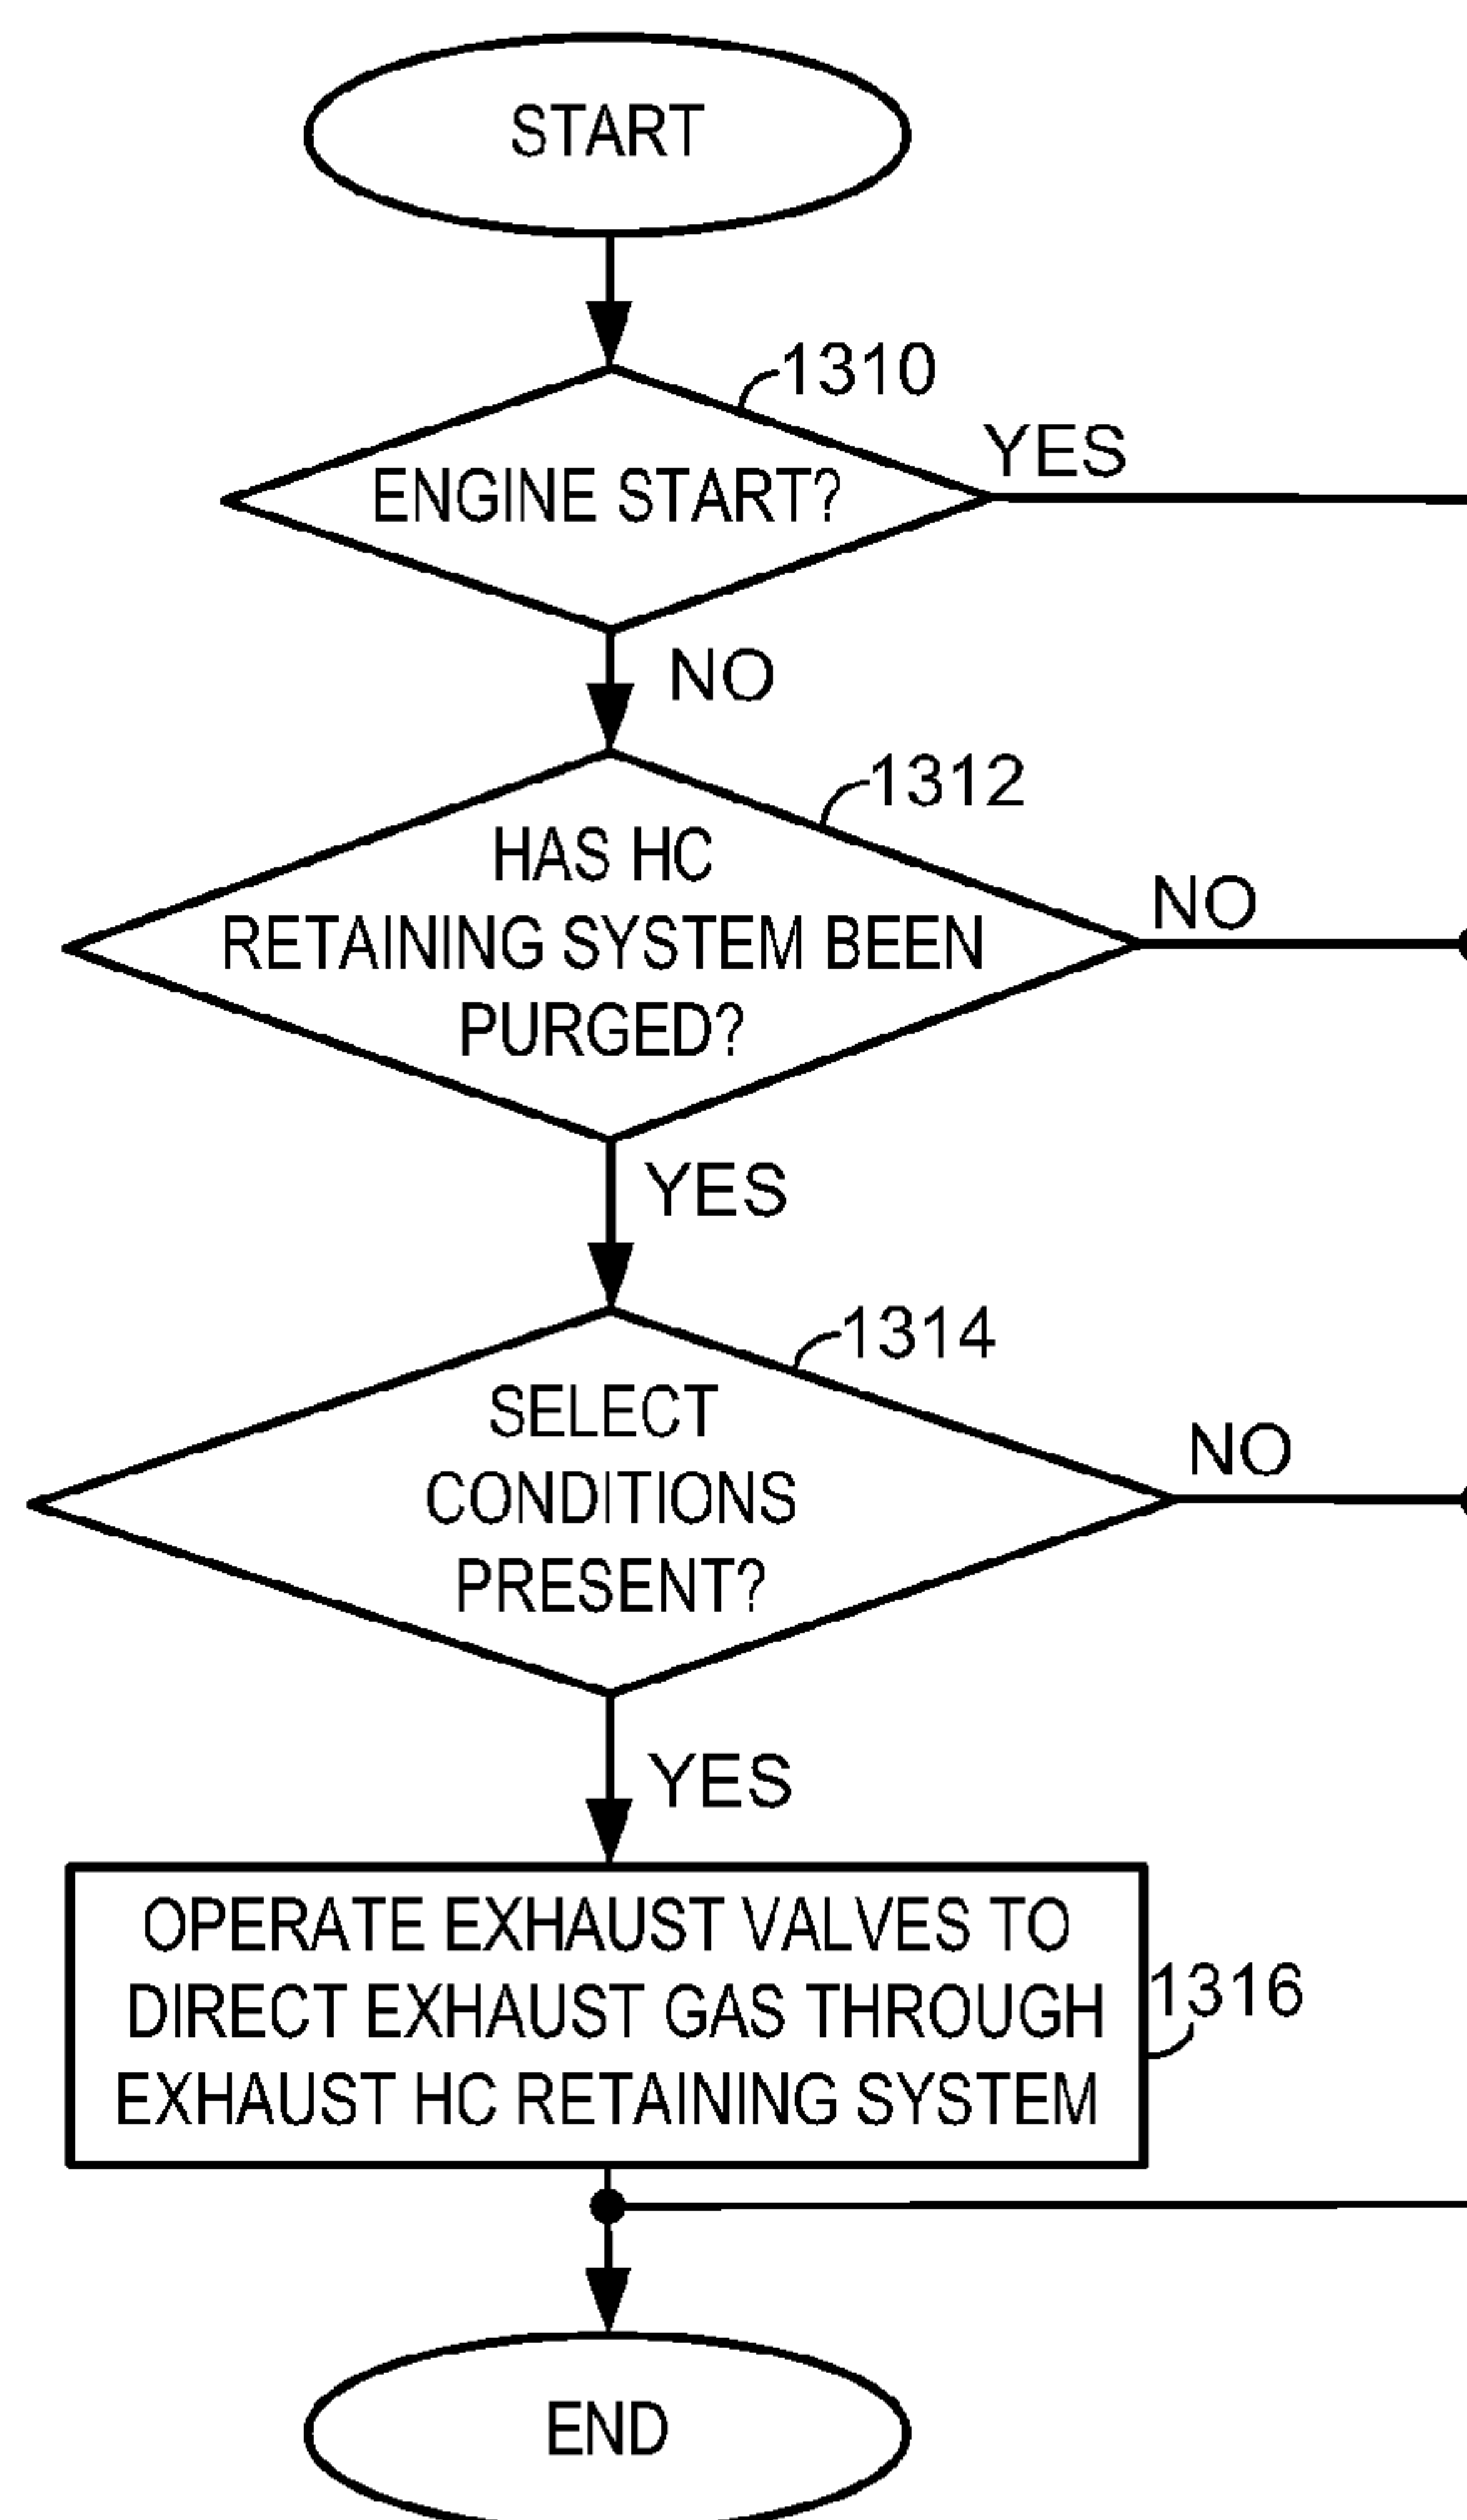 START
1310
YES
ENGINE START?
NO
1312
HAS HC
NO
RETAINING SYSTEM BEEN
PURGED?
YES
1314
SELECT
NO
CONDITIONS
PRESENT?
YES
OPERATE EXHAUST VALVES TO
DIRECT EXHAUST GAS THROUGH
1316
EXHAUST HC RETAINING SYSTEM
END